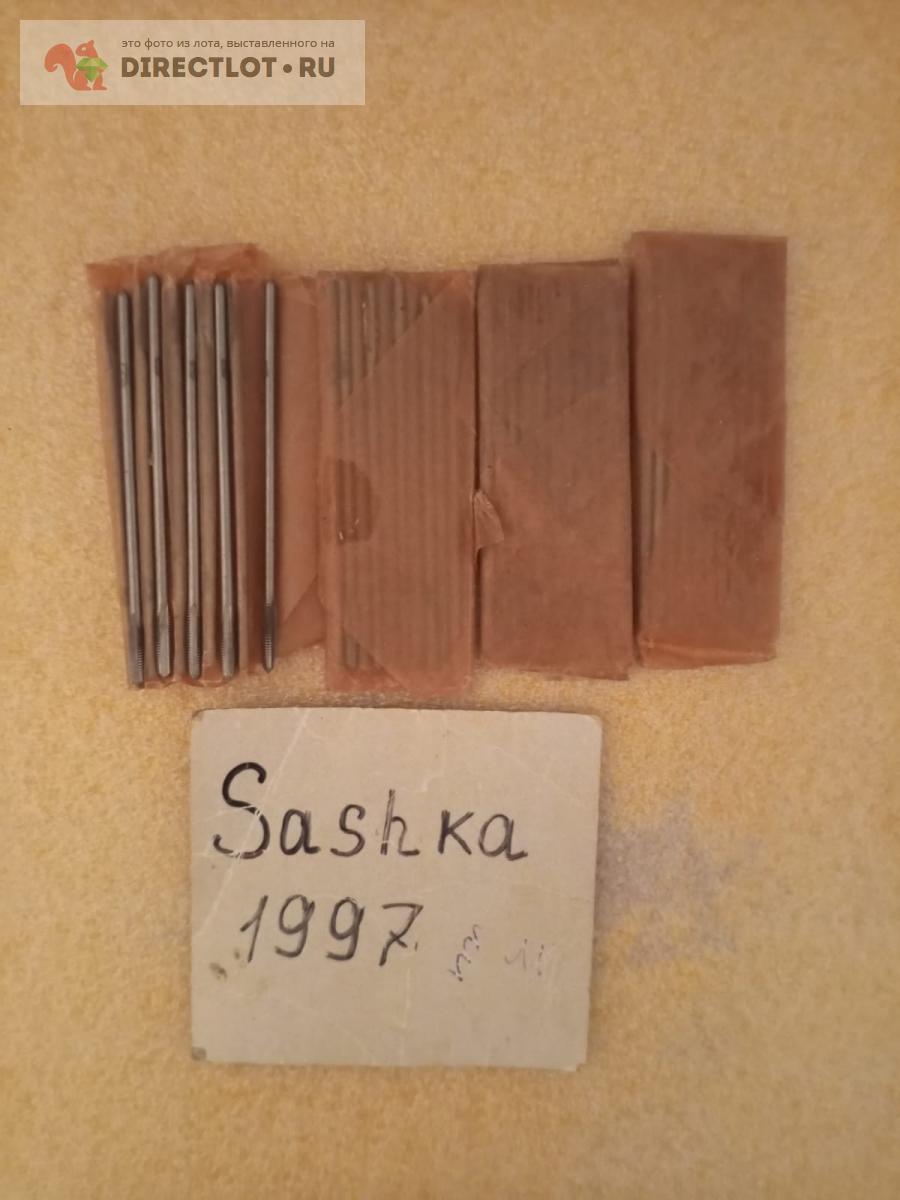 это фото из лота, выставленного на
DIRECTLOT•RU
Sashka
1997